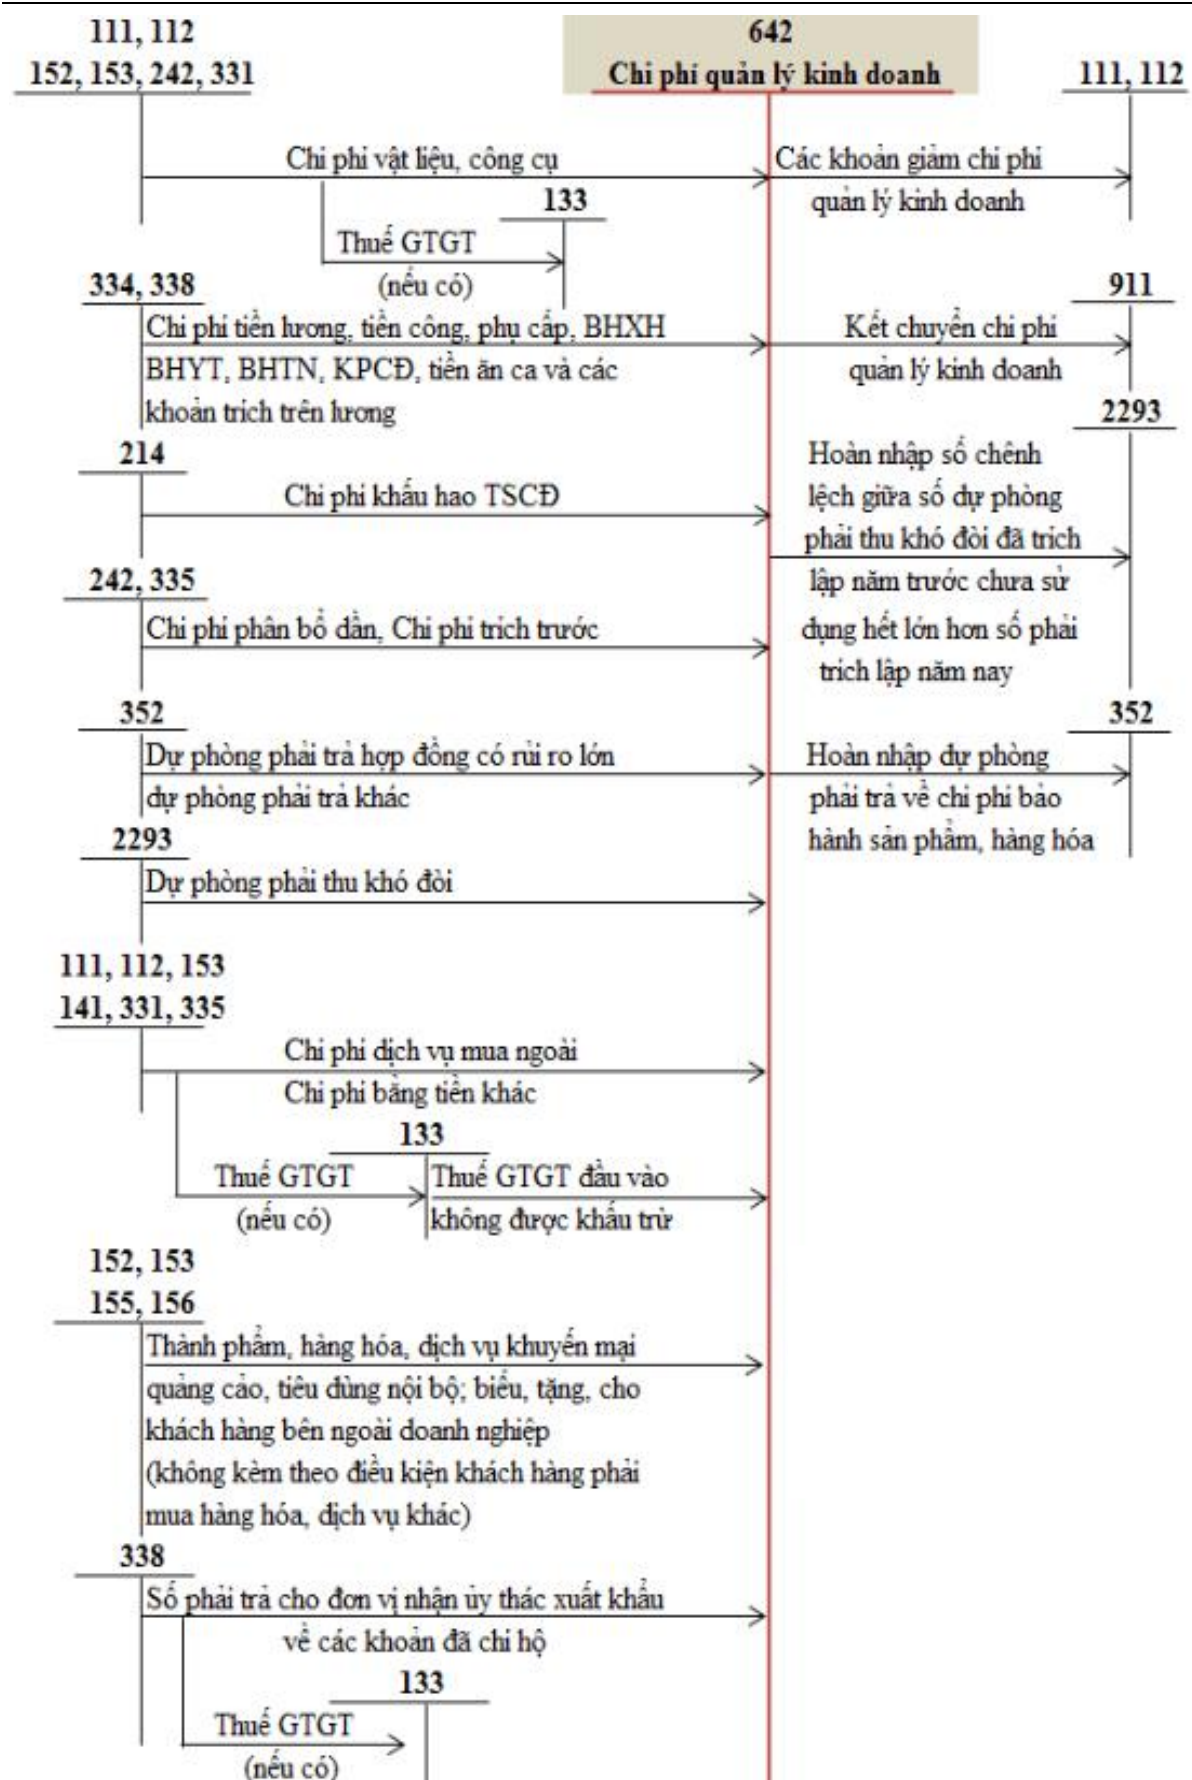 111, 112
152, 153, 242, 331
642
Chi phí quản lý kinh doanh
111, 112
Chi phí vật liệu, công cụ
Các khoản giảm chi phí
quản lý kinh doanh
133
Thuế GTGT
(nếu có)
334, 338
Chi phí tiền lương, tiền công, phụ cấp, BHXH
BHYT, BHTN, KPCĐ, tiền ăn ca và các
khoản trích trên lương
911
Kết chuyển chi phí
quản lý kinh doanh
214
Chi phí khấu hao TSCĐ
2293
Hoàn nhập số chênh
lệch giữa số dự phòng
phải thu khó đòi đã trích
lập năm trước chưa sử
dụng hết lớn hơn số phải
trích lập năm nay
242, 335
Chi phí phân bổ dần, Chi phí trích trước
352
Dự phòng phải trả hợp đồng có rủi ro lớn
dự phòng phải trả khác
352
Hoàn nhập dự phòng
phải trả về chi phí bảo
hành sản phẩm, hàng hóa
2293
Dự phòng phải thu khó đòi
111, 112, 153
141, 331, 335
Chi phí dịch vụ mua ngoài
Chi phí bằng tiền khác
133
Thuế GTGT
(nếu có)
Thuế GTGT đầu vào
không được khấu trừ
152, 153
155, 156
Thành phẩm, hàng hóa, dịch vụ khuyến mại
quảng cảo, tiêu dùng nội bộ; biếu, tặng, cho
khách hàng bên ngoài doanh nghiệp
(không kèm theo điều kiện khách hàng phải
mua hàng hóa, dịch vụ khác)
338
Số phải trả cho đơn vị nhận ủy thác xuất khẩu
về các khoản đã chi hộ
133
Thuế GTGT
(nếu có)